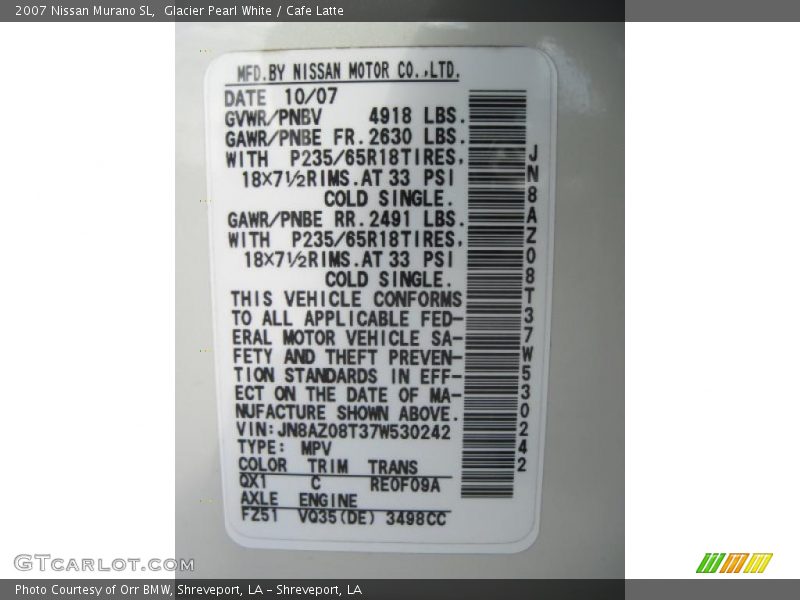 2007 Nissan Murano SL,  Glacier Pearl White / Cafe Latte
MFD.BY NISSAN MOTOR CO.,LTD.
DATE 10/07
GVWR/PNBV 4918 LBS.
GAWR/PNBE FR.2630 LBS.
WITH P235/65R18TIRES.
18×7½RIMS.AT 33 PSI
COLD SINGLE.
GAWR/PNBE RR.2491 LBS.
WITH P235/65R18TIRES.
18×7½RIMS.AT 33 PSI
COLD SINGLE.
THIS VEHICLE CONFORMS
TO ALL APPLICABLE FED-
ERAL MOTOR VEHICLE SA-
FETY AND THEFT PREVEN-
TION STANDARDS IN EFF-
ECT ON THE DATE OF MA-
NUFACTURE SHOWN ABOVE.
VIN:JN8AZ08T37W530242
TYPE: MPV
COLOR TRIM TRANS
QX1 C RE0F09A
AXLE ENGINE
FZ51 VQ35(DE) 3498CC
JN8AZ08T37W530242
GTcarlot.com
Photo Courtesy of Orr BMW, Shreveport, LA - Shreveport, LA